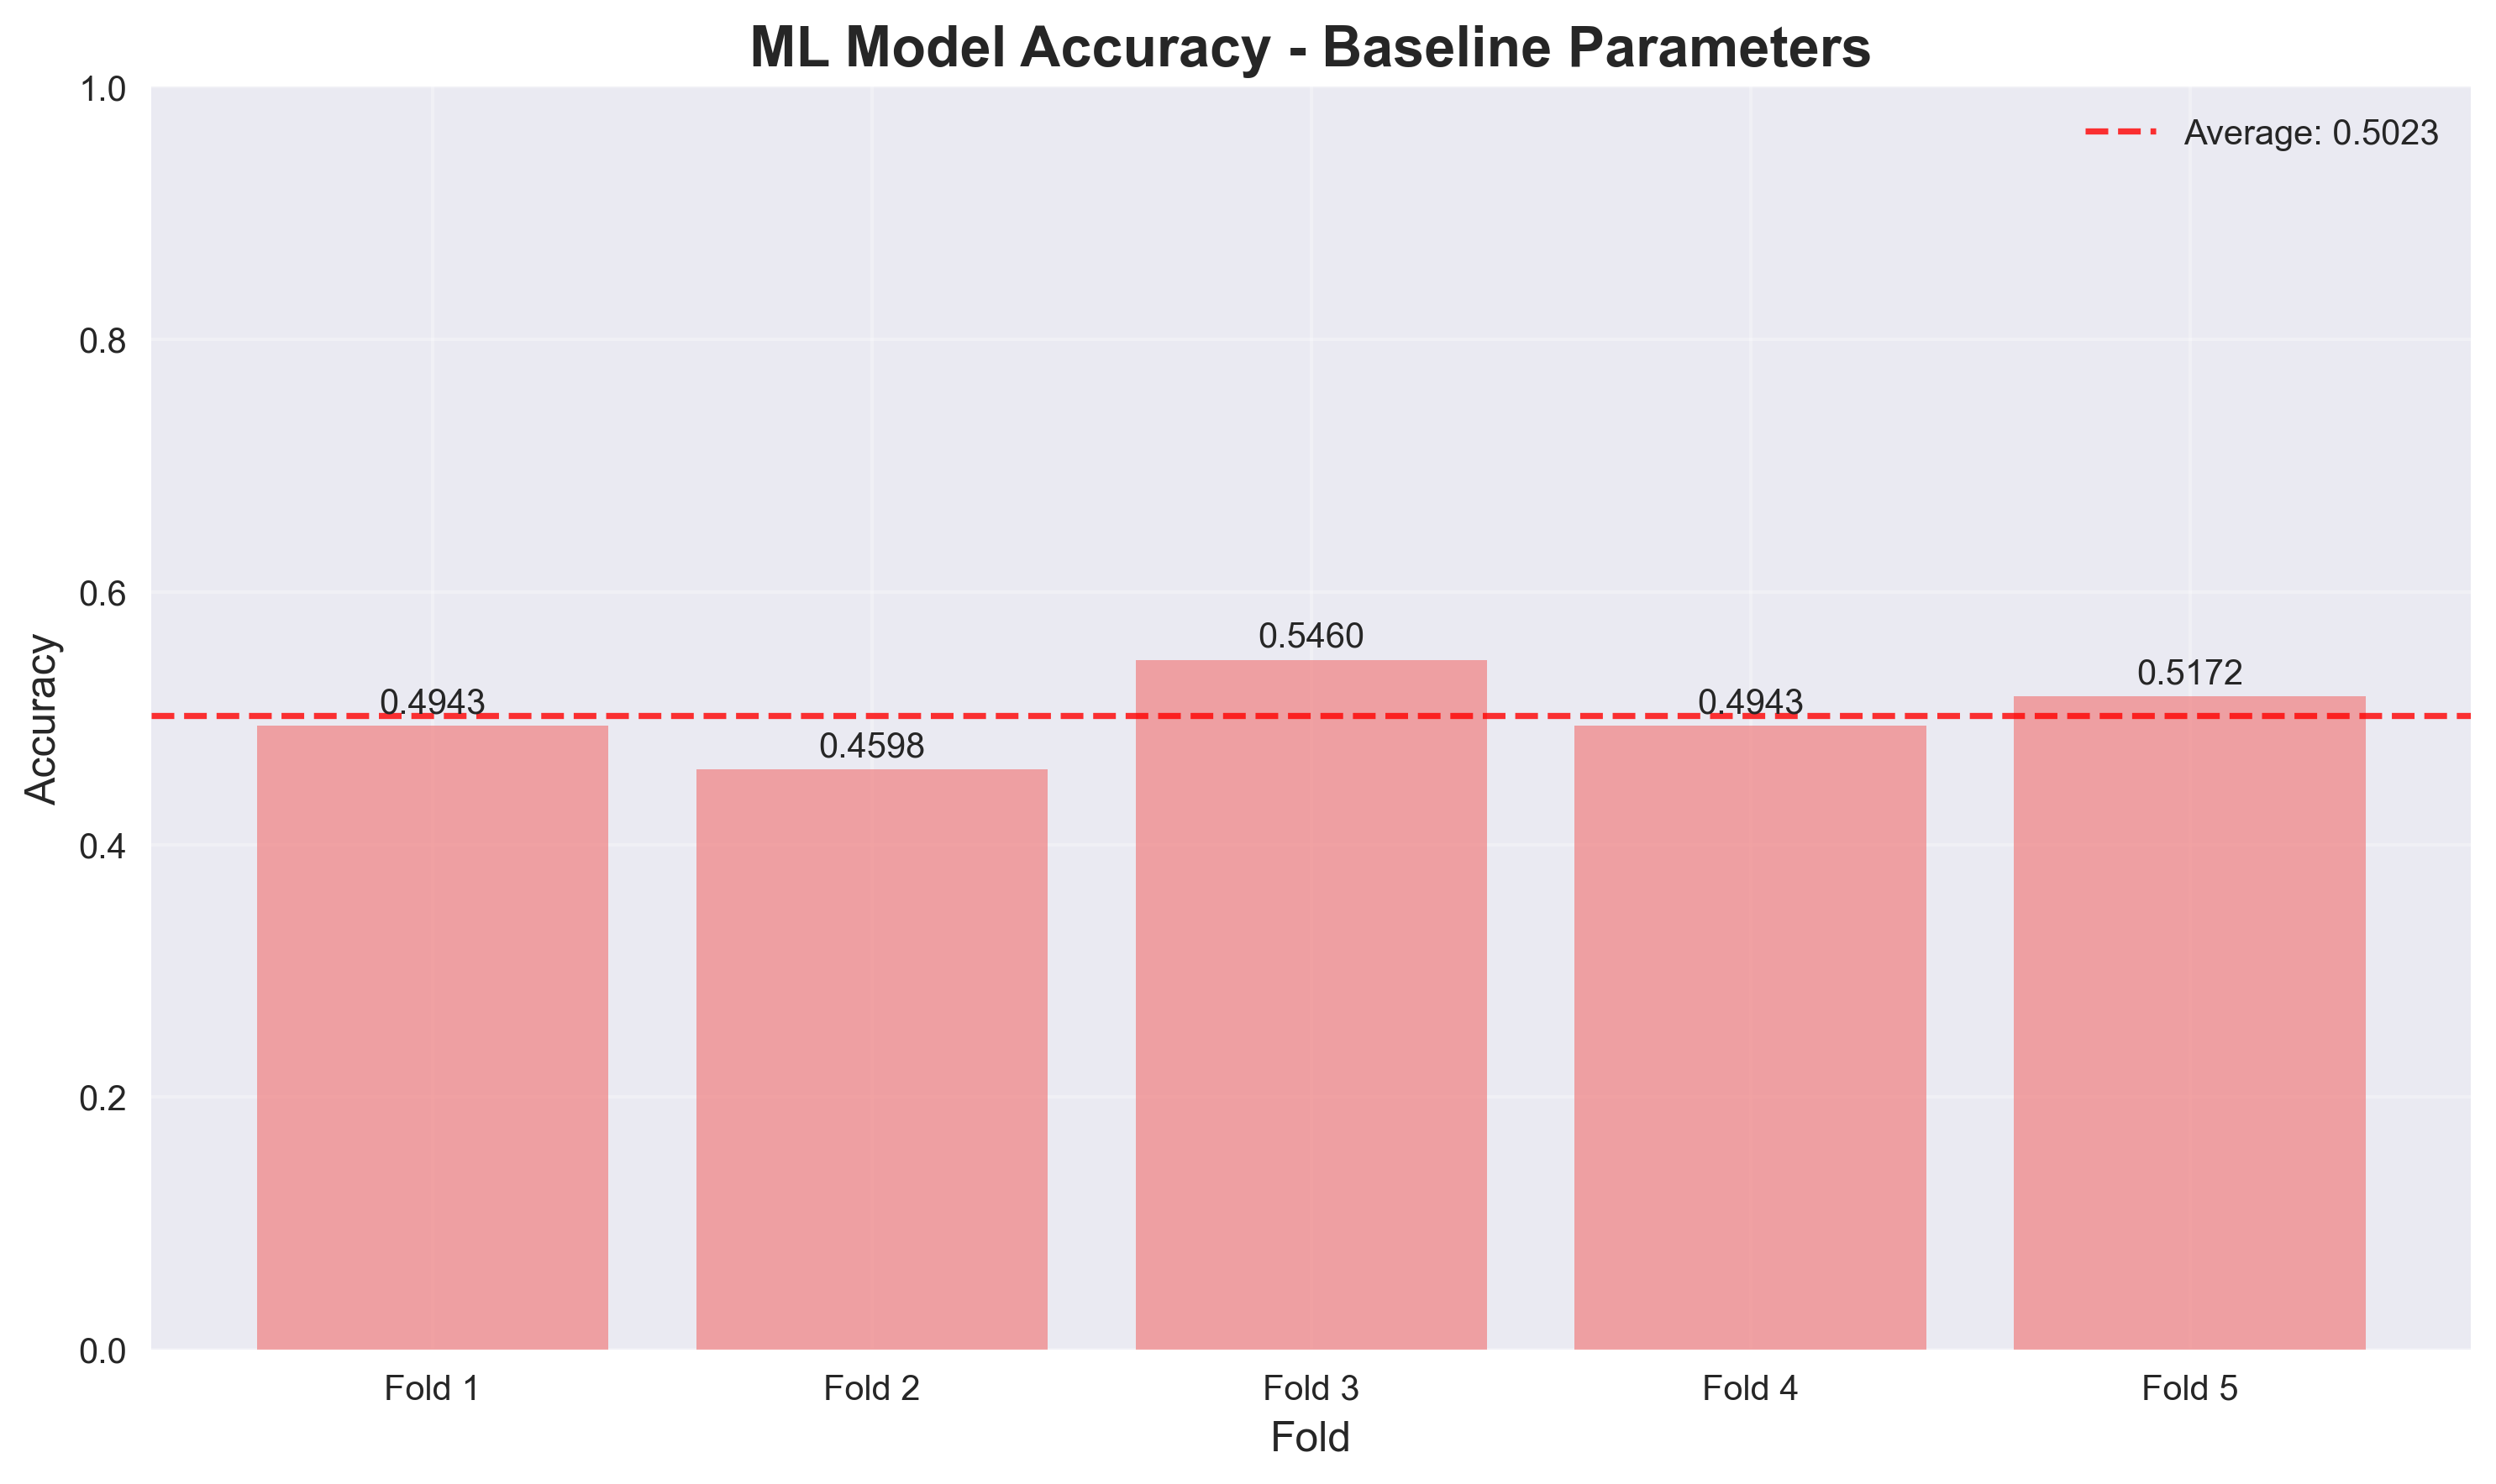 ML Model Accuracy - Baseline Parameters
Average: 0.5023
Accuracy
1.0
0.8
0.6
0.4
0.2
0.0
0.4943
0.4598
0.5460
0.4943
0.5172
Fold 1
Fold 2
Fold 3
Fold 4
Fold 5
Fold